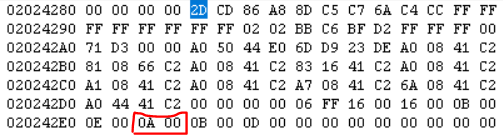 02024280 00 00 00 00 2D CD 86 A8 8D C5 C7 6A C4 CC FF FF
02024290 FF FF FF FF FF FF 02 02 BB C6 BF D2 FF FF FF 00
020242A0 71 D3 00 00 A0 50 44 E0 6D D9 23 DE A0 08 41 C2
020242B0 81 08 66 C2 A0 08 41 C2 83 16 41 C2 A0 08 41 C2
020242C0 A1 08 41 C2 A0 08 41 C2 A7 08 41 C2 6A 08 41 C2
020242D0 A0 44 41 C2 00 00 00 00 06 FF 16 00 16 00 0B 00
020242E0 0E 00 0A 00 0B 00 0D 00 00 00 00 00 00 00 00 00